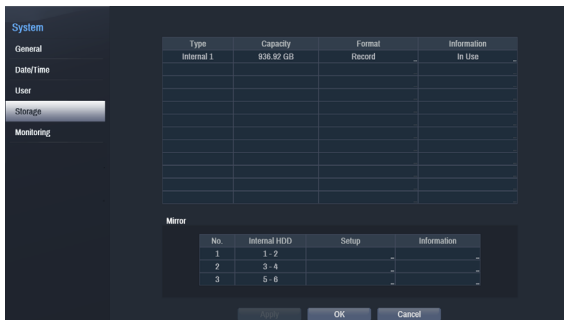 System
General
Date/Time
User
Storage
Monitoring
Type Capacity Format Information
Internal 1 936.92 GB Record In Use
Mirror
No. Internal HDD Setup Information
1 1 - 2
2 3 - 4
3 5 - 6
Apply OK Cancel